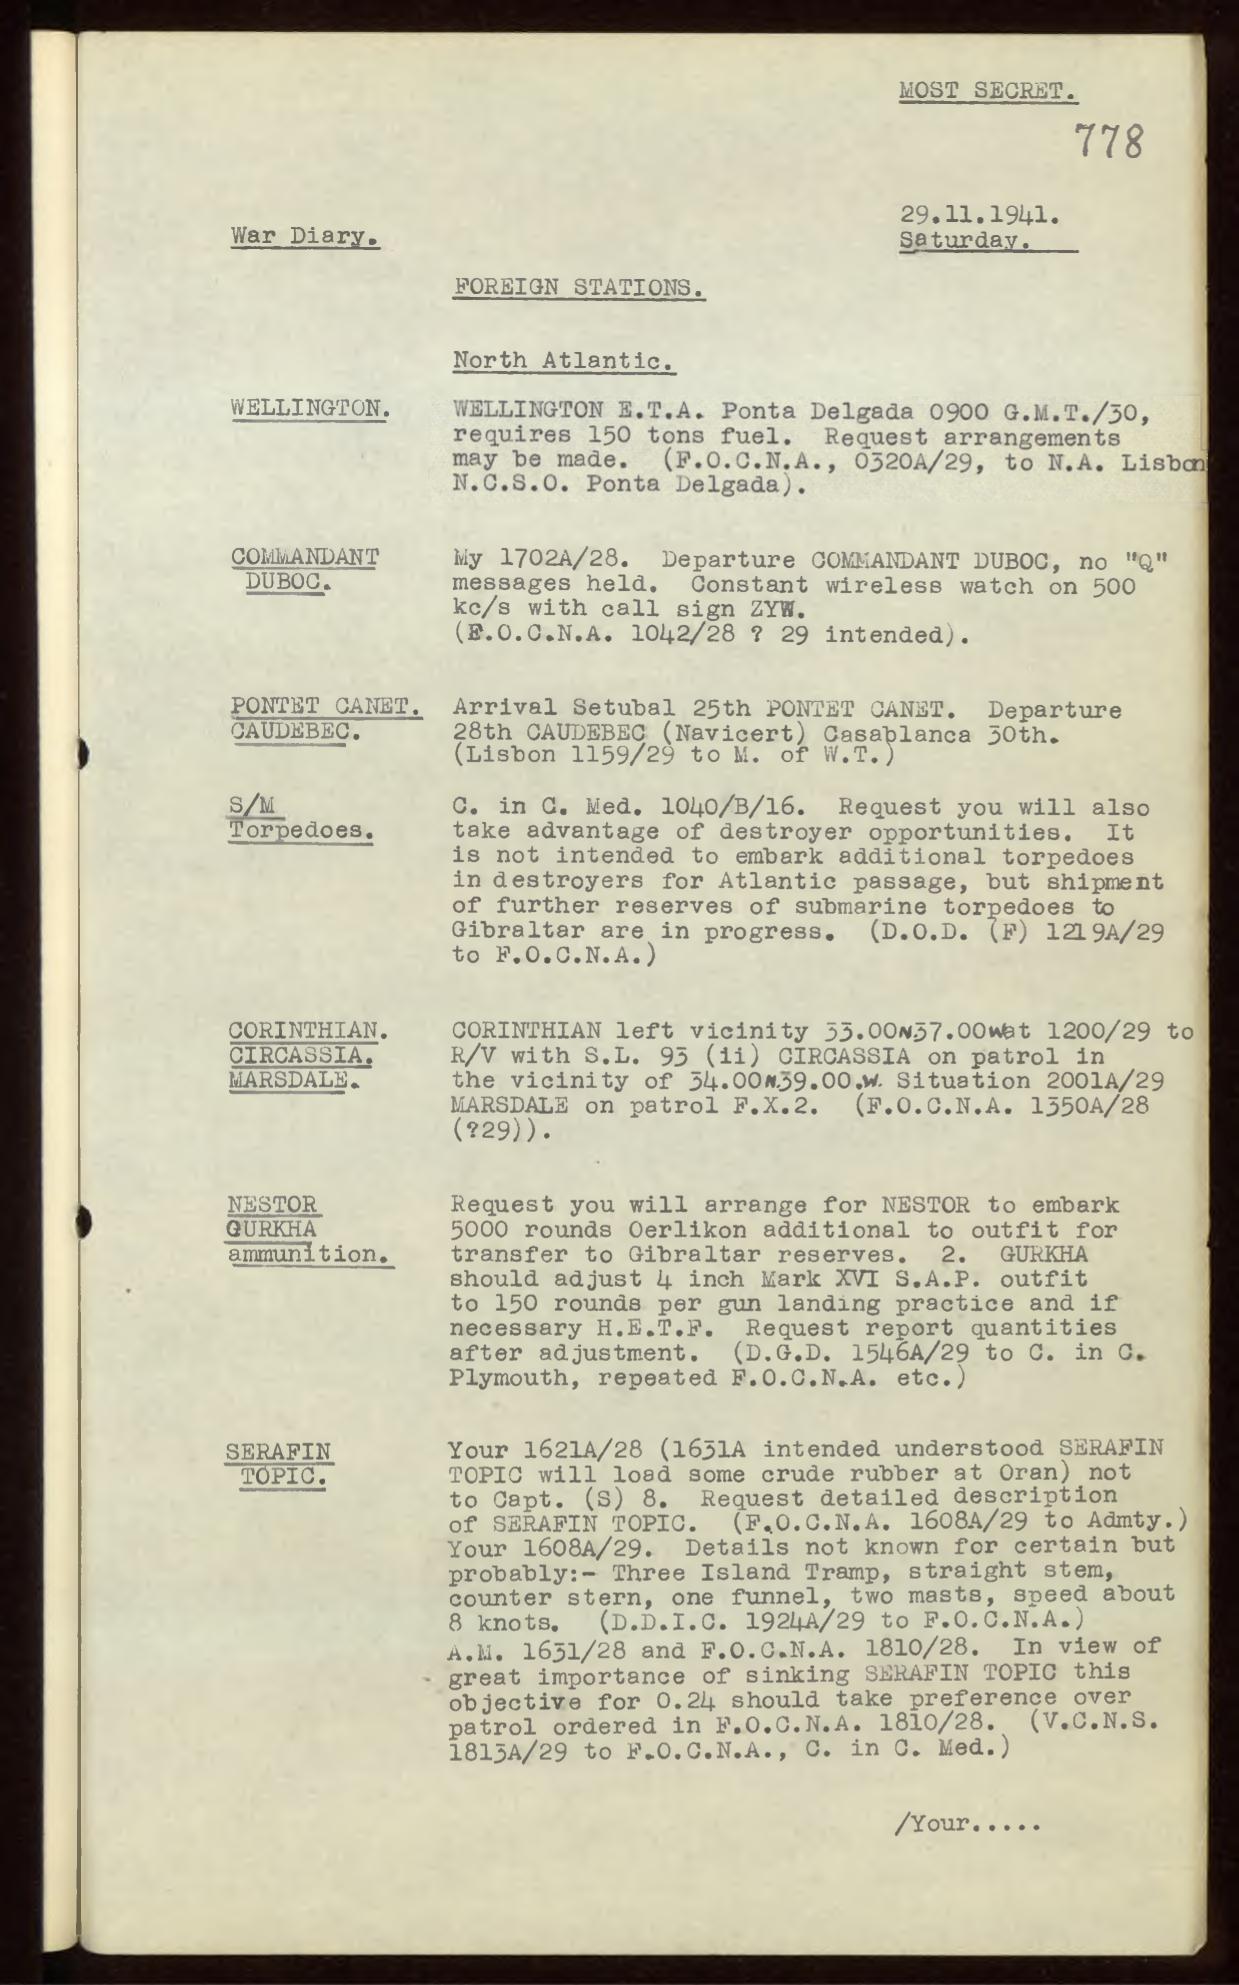 MOST SECRET.
778
29.11.1941.
War Diary.
Saturday.
FOREIGN STATIONS.
North Atlantic.
WELLINGTON.
WELLINGTON E.T.A. Ponta Delgada 0900 G.M.T./30,
requires 150 tons fuel. Request arrangements
may be made. (F.O.C.N.A., 0320A/29, to N.A. Lisbon
N.C.S.O. Ponta Delgada).
COMMANDANT
DUBOC.
My 1702A/28. Departure COMMANDANT DUBOC, no "Q"
messages held. Constant wireless watch on 500
kc/s with call sign ZYW.
(F.O.C.N.A. 1042/28 ? 29 intended).
PONTET CANET.
CAUDEBEC.
Arrival Setubal 25th PONTET CANET. Departure
28th CAUDEBEC (Navicert) Casablanca 30th.
(Lisbon 1159/29 to M. of W.T.)
S/M
Torpedoes.
C. in C. Med. 1040/B/16. Request you will also
take advantage of destroyer opportunities. It
is not intended to embark additional torpedoes
in destroyers for Atlantic passage, but shipment
of further reserves of submarine torpedoes to
Gibraltar are in progress. (D.O.D. (F) 1219A/29
to F.O.C.N.A.)
CORINTHIAN.
CIRCASSIA.
MARSDALE.
CORINTHIAN left vicinity 33.00N37.00W at 1200/29 to
R/V with S.L. 93 (ii) CIRCASSIA on patrol in
the vicinity of 34.00N.39.00.W. Situation 2001A/29
MARSDALE on patrol F.X.2. (F.O.C.N.A. 1350A/28
(?29)).
NESTOR
GURKHA
ammunition.
Request you will arrange for NESTOR to embark
5000 rounds Oerlikon additional to outfit for
transfer to Gibraltar reserves. 2. GURKHA
should adjust 4 inch Mark XVI S.A.P. outfit
to 150 rounds per gun landing practice and if
necessary H.E.T.F. Request report quantities
after adjustment. (D.G.D. 1546A/29 to C. in C.
Plymouth, repeated F.O.C.N.A. etc.)
SERAFIN
TOPIC.
Your 1621A/28 (1631A intended understood SERAFIN
TOPIC will load some crude rubber at Oran) not
to Capt. (S) 8. Request detailed description
of SERAFIN TOPIC. (F.O.C.N.A. 1608A/29 to Admty.)
Your 1608A/29. Details not known for certain but
probably:- Three Island Tramp, straight stem,
counter stern, one funnel, two masts, speed about
8 knots. (D.D.I.C. 1924A/29 to F.O.C.N.A.)
A.M. 1631/28 and F.O.C.N.A. 1810/28. In view of
great importance of sinking SERAFIN TOPIC this
objective for 0.24 should take preference over
patrol ordered in F.O.C.N.A. 1810/28. (V.C.N.S.
1813A/29 to F.O.C.N.A., C. in C. Med.)
/Your.....